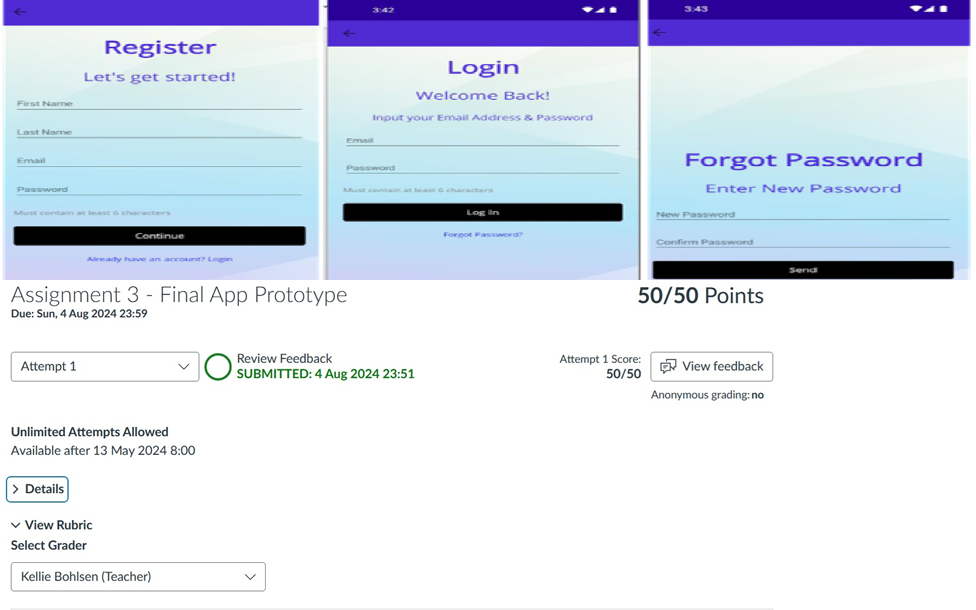 Register
Let's get started!
First Name
Last Name
Email
Password
Must contain at least 6 characters
Continue
Already have an account? Login
3:42
Login
Welcome Back!
Input your Email Address & Password
Email
Password
Must contain at least 6 characters
Log In
Forgot Password?
3:43
Forgot Password
Enter New Password
New Password
Confirm Password
Send
Assignment 3 - Final App Prototype
50/50 Points
Due: Sun, 4 Aug 2024 23:59
Attempt 1
Review Feedback
SUBMITTED: 4 Aug 2024 23:51
Attempt 1 Score:
50/50
View feedback
Anonymous grading: no
Unlimited Attempts Allowed
Available after 13 May 2024 8:00
Details
View Rubric
Select Grader
Kellie Bohlsen (Teacher)